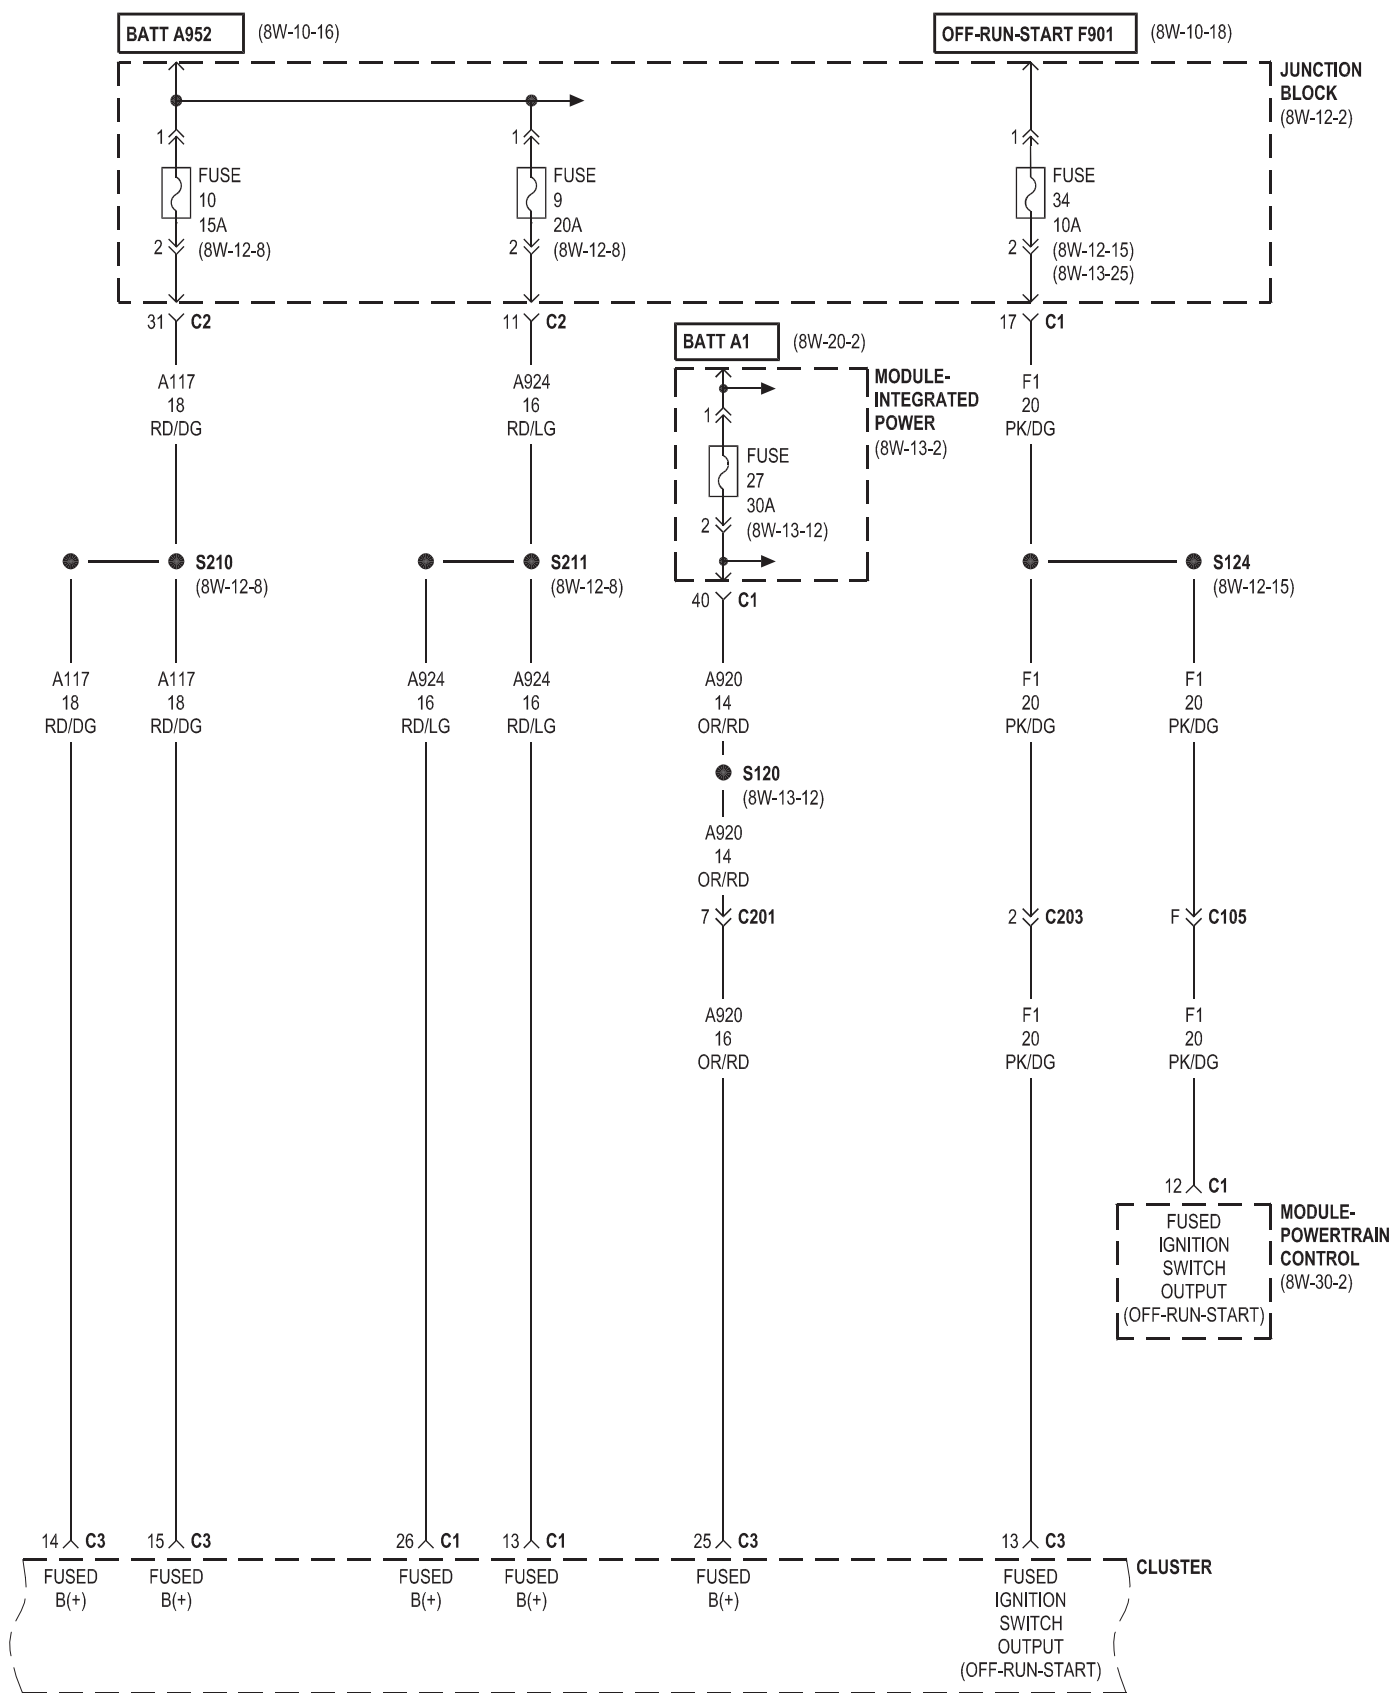 BATT A952 (8W-10-16)
OFF-RUN-START F901 (8W-10-18)
JUNCTION
BLOCK
(8W-12-2)
1
FUSE
10
15A
(8W-12-8)
2
1
FUSE
9
20A
(8W-12-8)
2
1
FUSE
34
10A
(8W-12-15)
(8W-13-25)
2
31 C2
11 C2
17 C1
BATT A1 (8W-20-2)
MODULE-
INTEGRATED
POWER
(8W-13-2)
A117
18
RD/DG
A924
16
RD/LG
1
FUSE
27
30A
(8W-13-12)
2
F1
20
PK/DG
S210
(8W-12-8)
S211
(8W-12-8)
40 C1
S124
(8W-12-15)
A117
18
RD/DG
A117
18
RD/DG
A924
16
RD/LG
A924
16
RD/LG
A920
14
OR/RD
F1
20
PK/DG
F1
20
PK/DG
S120
(8W-13-12)
A920
14
OR/RD
7 C201
2 C203
F C105
A920
16
OR/RD
F1
20
PK/DG
F1
20
PK/DG
12 C1
FUSED
IGNITION
SWITCH
OUTPUT
(OFF-RUN-START)
MODULE-
POWERTRAIN
CONTROL
(8W-30-2)
14 C3
15 C3
26 C1
13 C1
25 C3
13 C3
CLUSTER
FUSED
B(+)
FUSED
B(+)
FUSED
B(+)
FUSED
B(+)
FUSED
B(+)
FUSED
IGNITION
SWITCH
OUTPUT
(OFF-RUN-START)